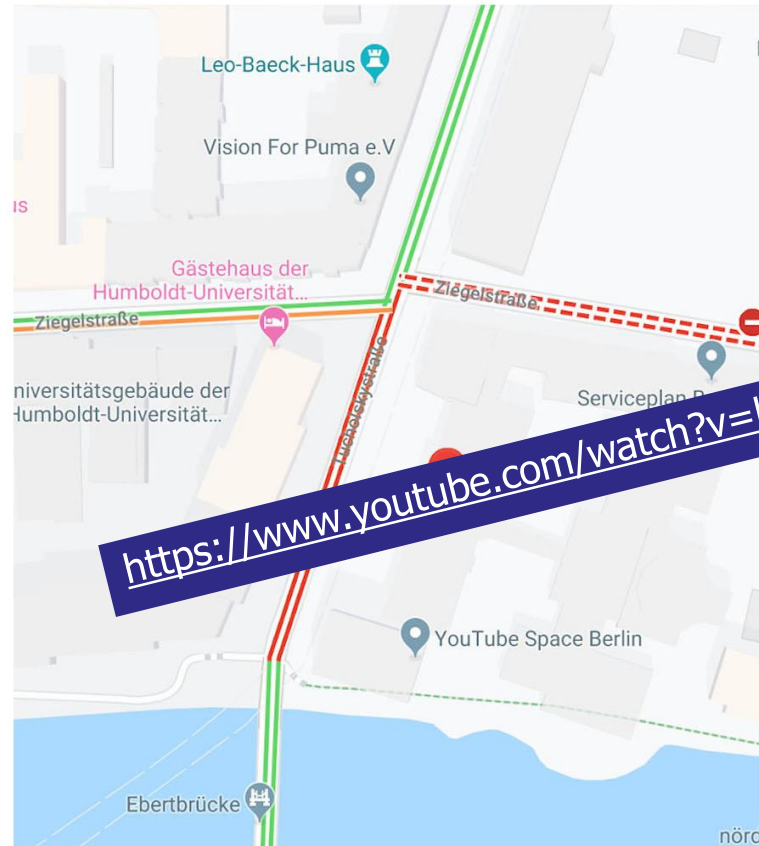 Leo-Baeck-Haus
Vision For Puma e.V
Gästehaus der
Humboldt-Universität...
Ziegelstraße
Ziegelstraße
Tucholskystraße
niversitätsgebäude der
Humboldt-Universität...
Serviceplan
https://www.youtube.com/watch?v=
YouTube Space Berlin
Ebertbrücke
nörd